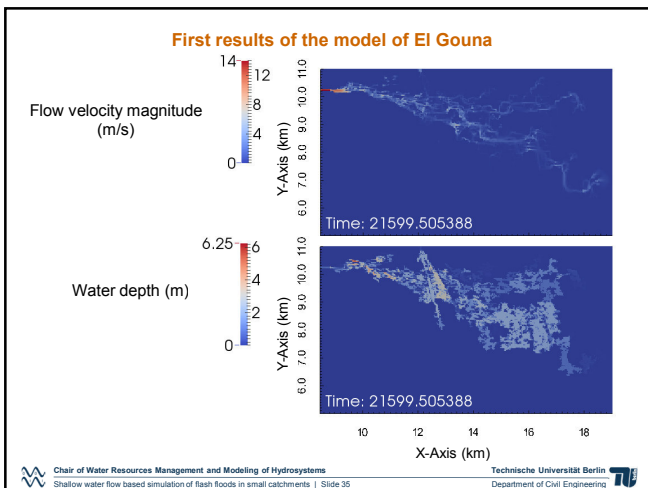 First results of the model of El Gouna
Flow velocity magnitude
(m/s)
14
12
8
4
0
Y-Axis (km)
11.0
10.0
9.0
8.0
7.0
6.0
Time: 21599.505388
Water depth (m)
6.25
6
4
2
0
Y-Axis (km)
11.0
10.0
9.0
8.0
7.0
6.0
Time: 21599.505388
10 12 14 16 18
X-Axis (km)
Chair of Water Resources Management and Modeling of Hydrosystems
Shallow water flow based simulation of flash floods in small catchments | Slide 35
Technische Universität Berlin
Department of Civil Engineering